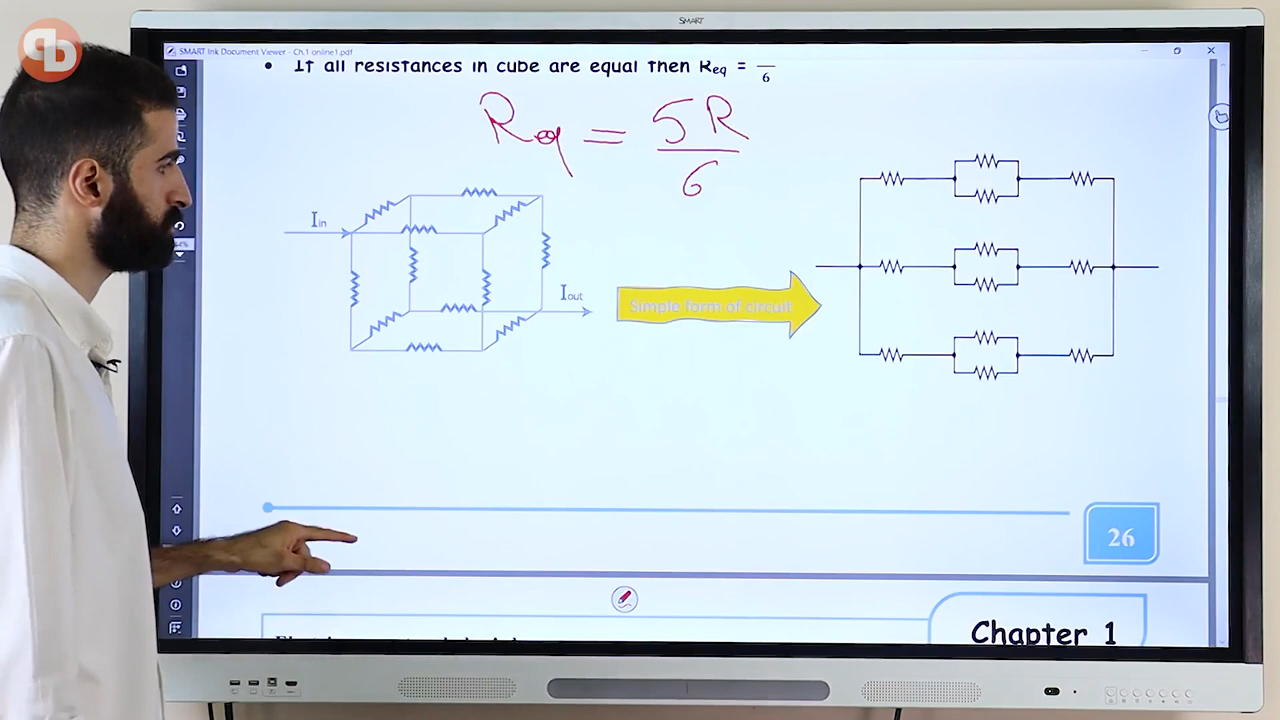 SMART
SMART Ink Document Viewer - Ch.1 online1.pdf
• If all resistances in cube are equal then Req = 6
Req = 5R
6
Iin
Iout
Simple form of circuit
26
Chapter 1